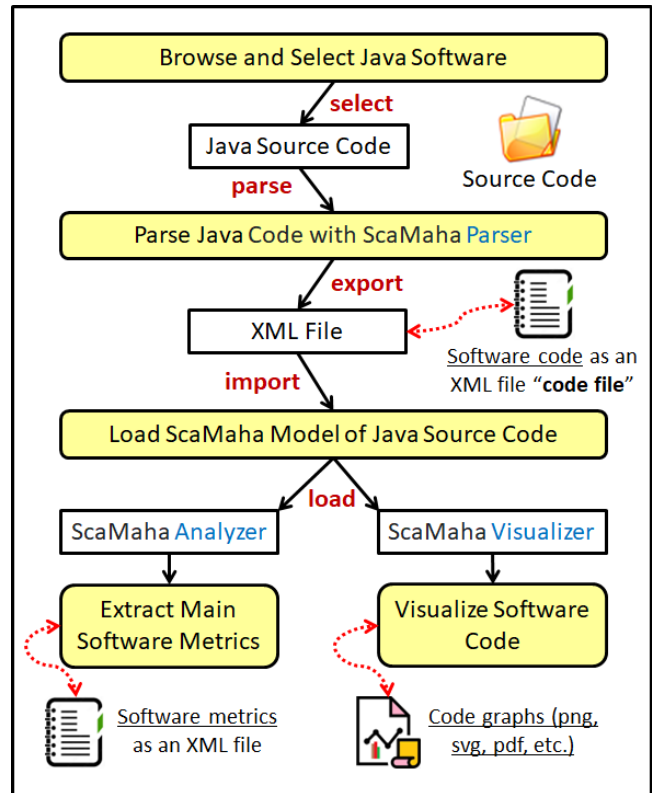 Browse and Select Java Software
select
Java Source Code
Source Code
parse
Parse Java Code with ScaMaha Parser
export
XML File
Software code as an
XML file “code file”
import
Load ScaMaha Model of Java Source Code
load
ScaMaha Analyzer
ScaMaha Visualizer
Extract Main
Software Metrics
Visualize Software
Code
Software metrics
as an XML file
Code graphs (png,
svg, pdf, etc.)